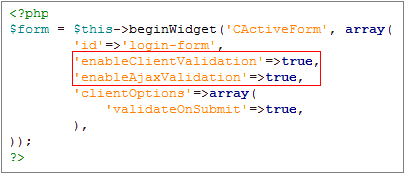 <?php
$form = $this->beginWidget('CActiveForm', array(
'id'=>'login-form',
'enableClientValidation'=>true,
'enableAjaxValidation'=>true,
'clientOptions'=>array(
'validateOnSubmit'=>true,
),
));
?>